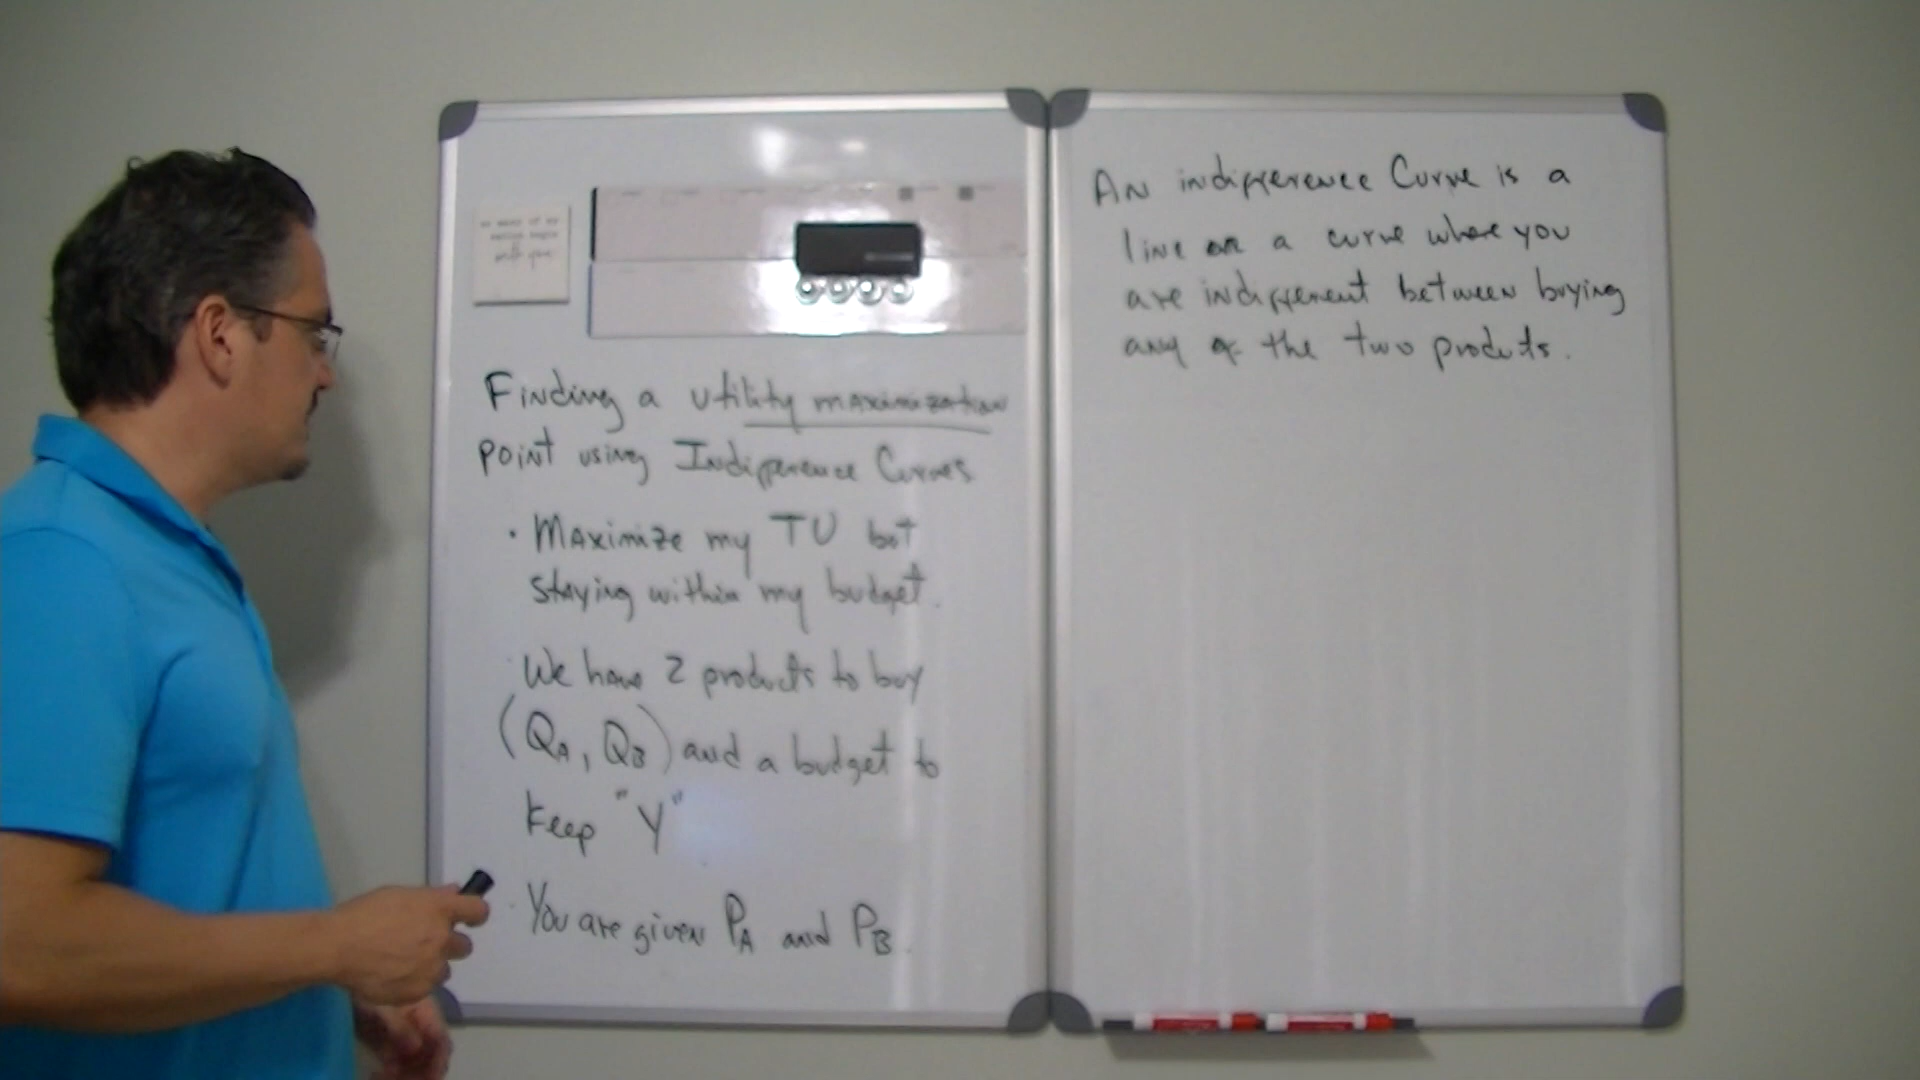 Finding a utility maximization
point using Indiference Curves
• Maximize my TU but
staying within my budget.
We have 2 products to buy
(QA, QB) and a budget to
keep "Y"
· You are given PA and PB.
An indifference Curve is a
line or a curve where you
are indifferent between buying
any of the two produts.